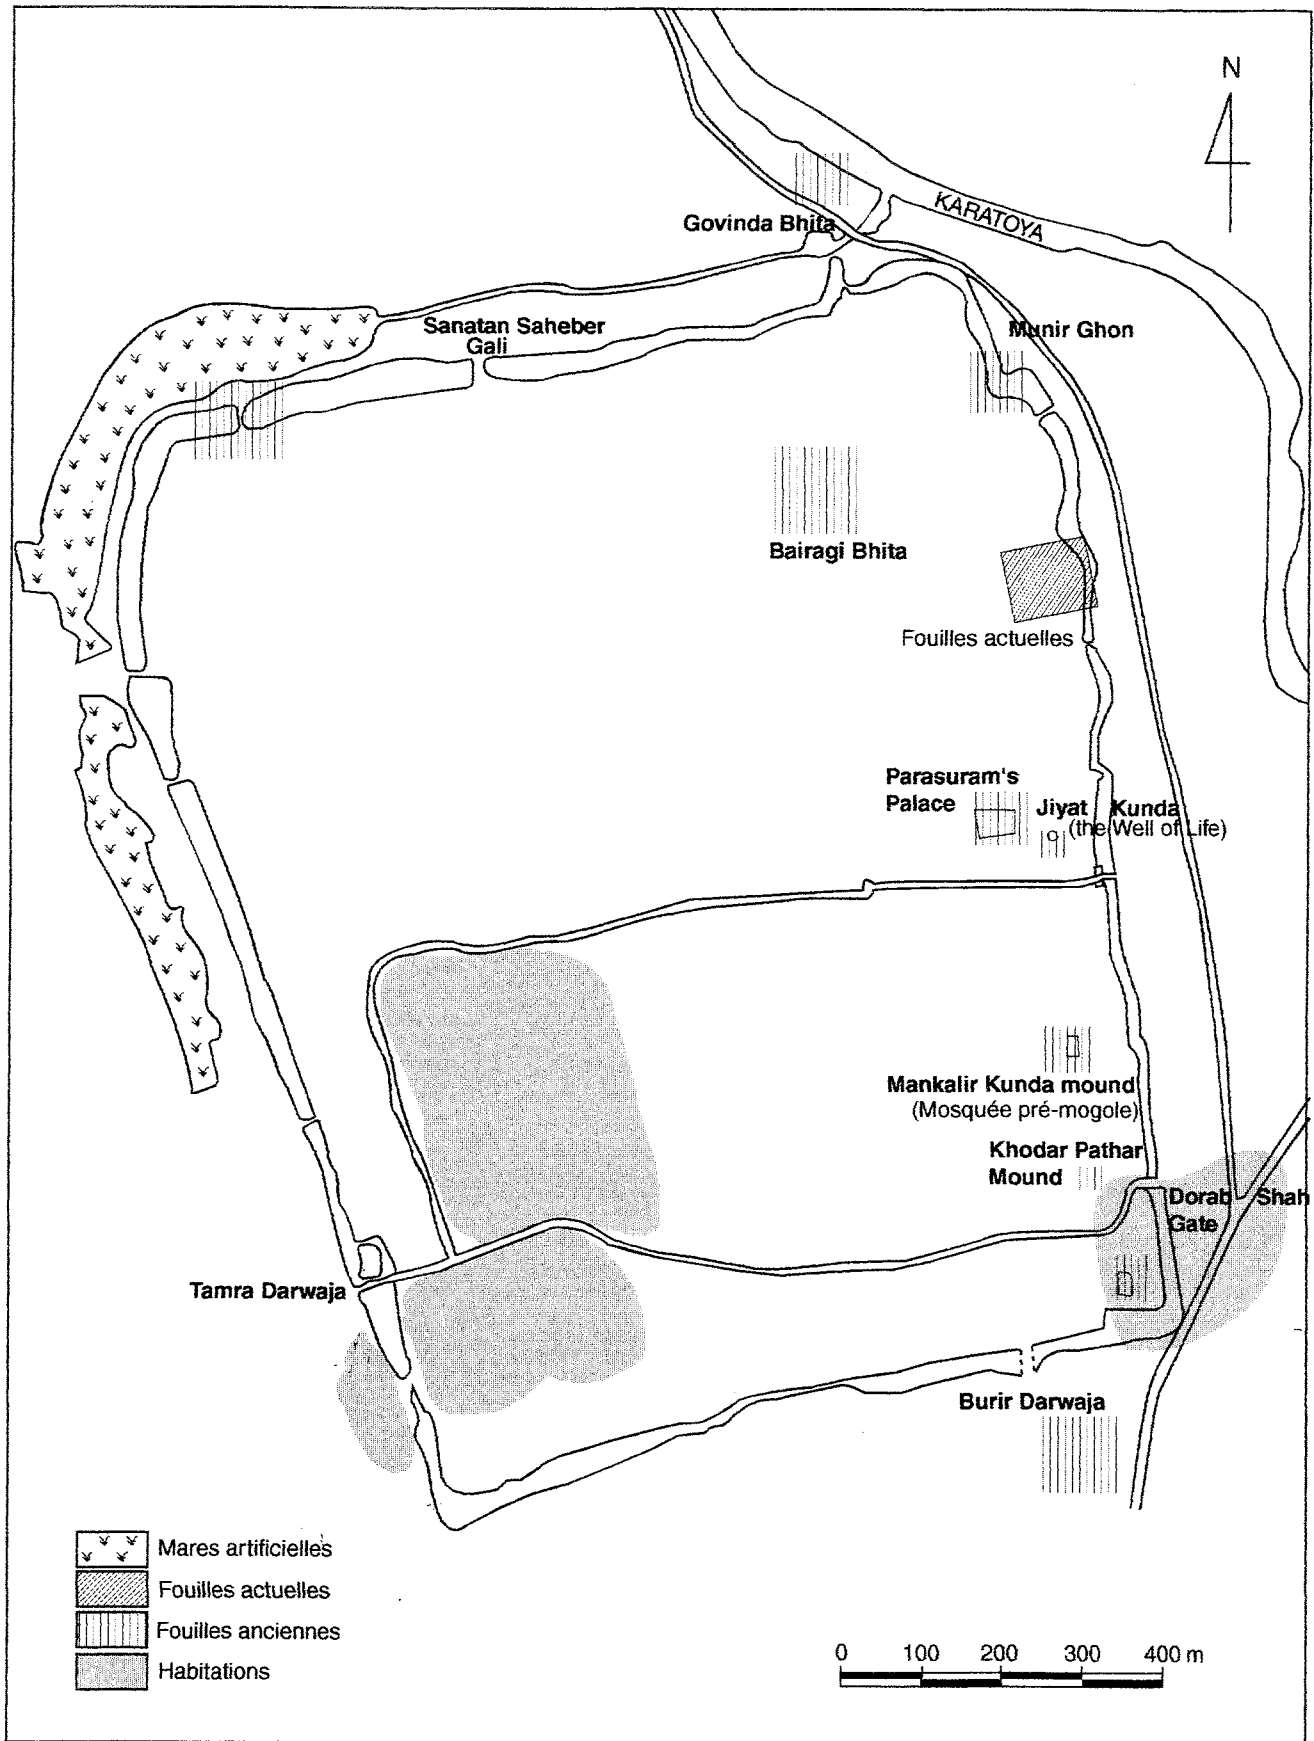 N
KARATOYA
Govinda Bhita
Sanatan Saheber
Gali
Munir Ghon
Bairagi Bhita
Fouilles actuelles
Parasuram's
Palace
Jiyat Kunda
(the Well of Life)
Mankalir Kunda mound
(Mosquée pré-mogole)
Khodar Pathar
Mound
Dorab Shah
Gate
Tamra Darwaja
Burir Darwaja
Mares artificielles
Fouilles actuelles
Fouilles anciennes
Habitations
0 100 200 300 400 m